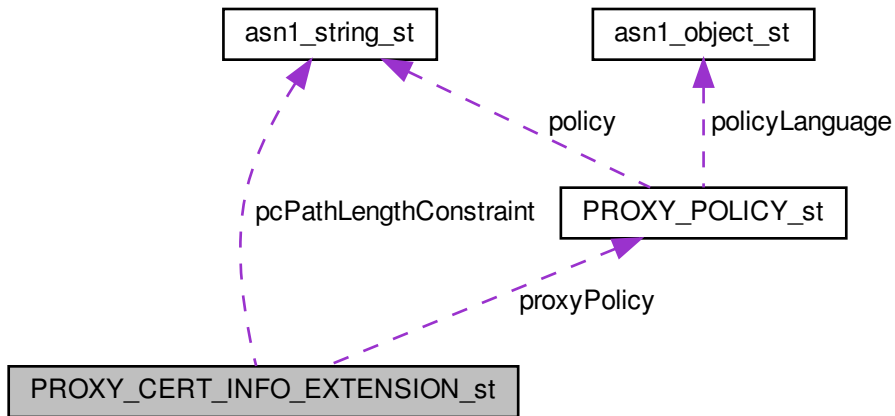 asn1_string_st
asn1_object_st
policy
policyLanguage
pcPathLengthConstraint
PROXY_POLICY_st
proxyPolicy
PROXY_CERT_INFO_EXTENSION_st